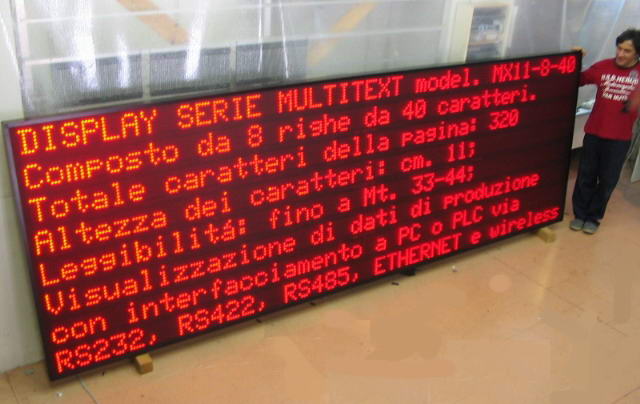 DISPLAY SERIE MULTITEXT model. MX11-8-40
Composto da 8 righe da 40 caratteri.
Totale caratteri della pagina: 320
Altezza dei caratteri: cm. 11;
Leggibilitá: fino a Mt. 33-44;
Visualizzazione di dati di produzione
con interfacciamento a PC o PLC via
RS232, RS422, RS485, ETHERNET e wireless